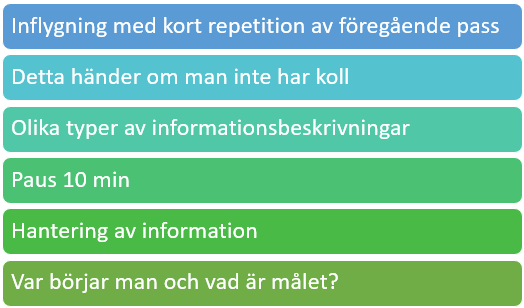 Inflygning med kort repetition av föregående pass
Detta händer om man inte har koll
Olika typer av informationsbeskrivningar
Paus 10 min
Hantering av information
Var börjar man och vad är målet?